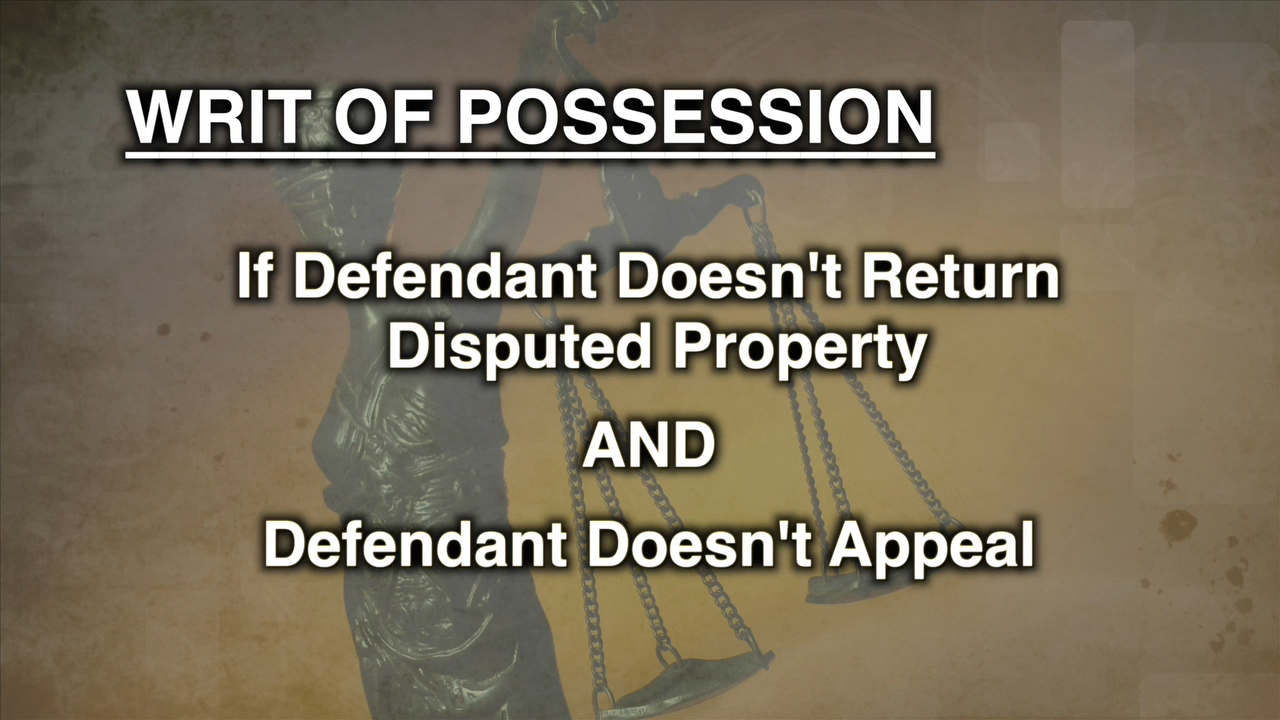 WRIT OF POSSESSION
If Defendant Doesn't Return
Disputed Property
AND
Defendant Doesn't Appeal